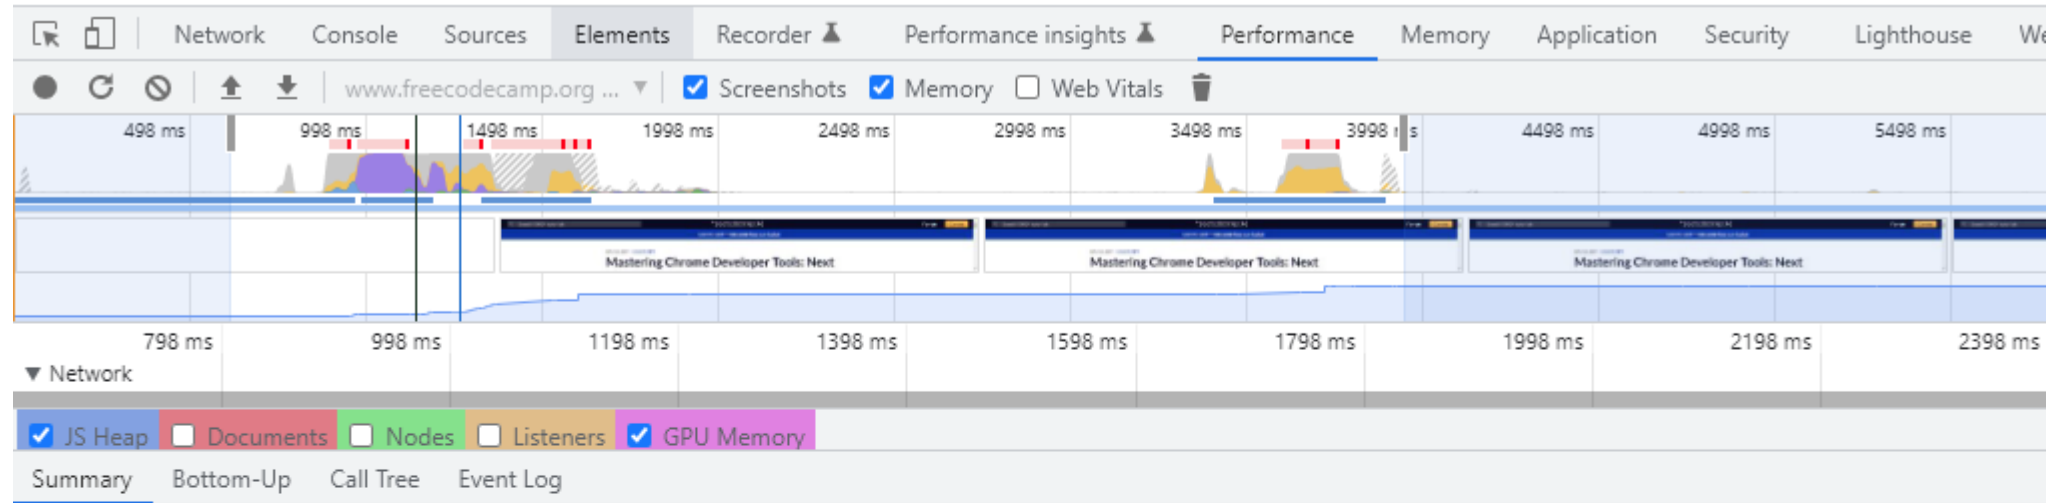 Network Console Sources Elements Recorder Performance insights Performance Memory Application Security Lighthouse We
www.freecodecamp.org ... Screenshots Memory Web Vitals
498 ms 998 ms 1498 ms 1998 ms 2498 ms 2998 ms 3498 ms 3998 s 4498 ms 4998 ms 5498 ms
Mastering Chrome Developer Tools: Next Mastering Chrome Developer Tools: Next Mastering Chrome Developer Tools: Next
798 ms 998 ms 1198 ms 1398 ms 1598 ms 1798 ms 1998 ms 2198 ms 2398 ms
Network
JS Heap Documents Nodes Listeners GPU Memory
Summary Bottom-Up Call Tree Event Log